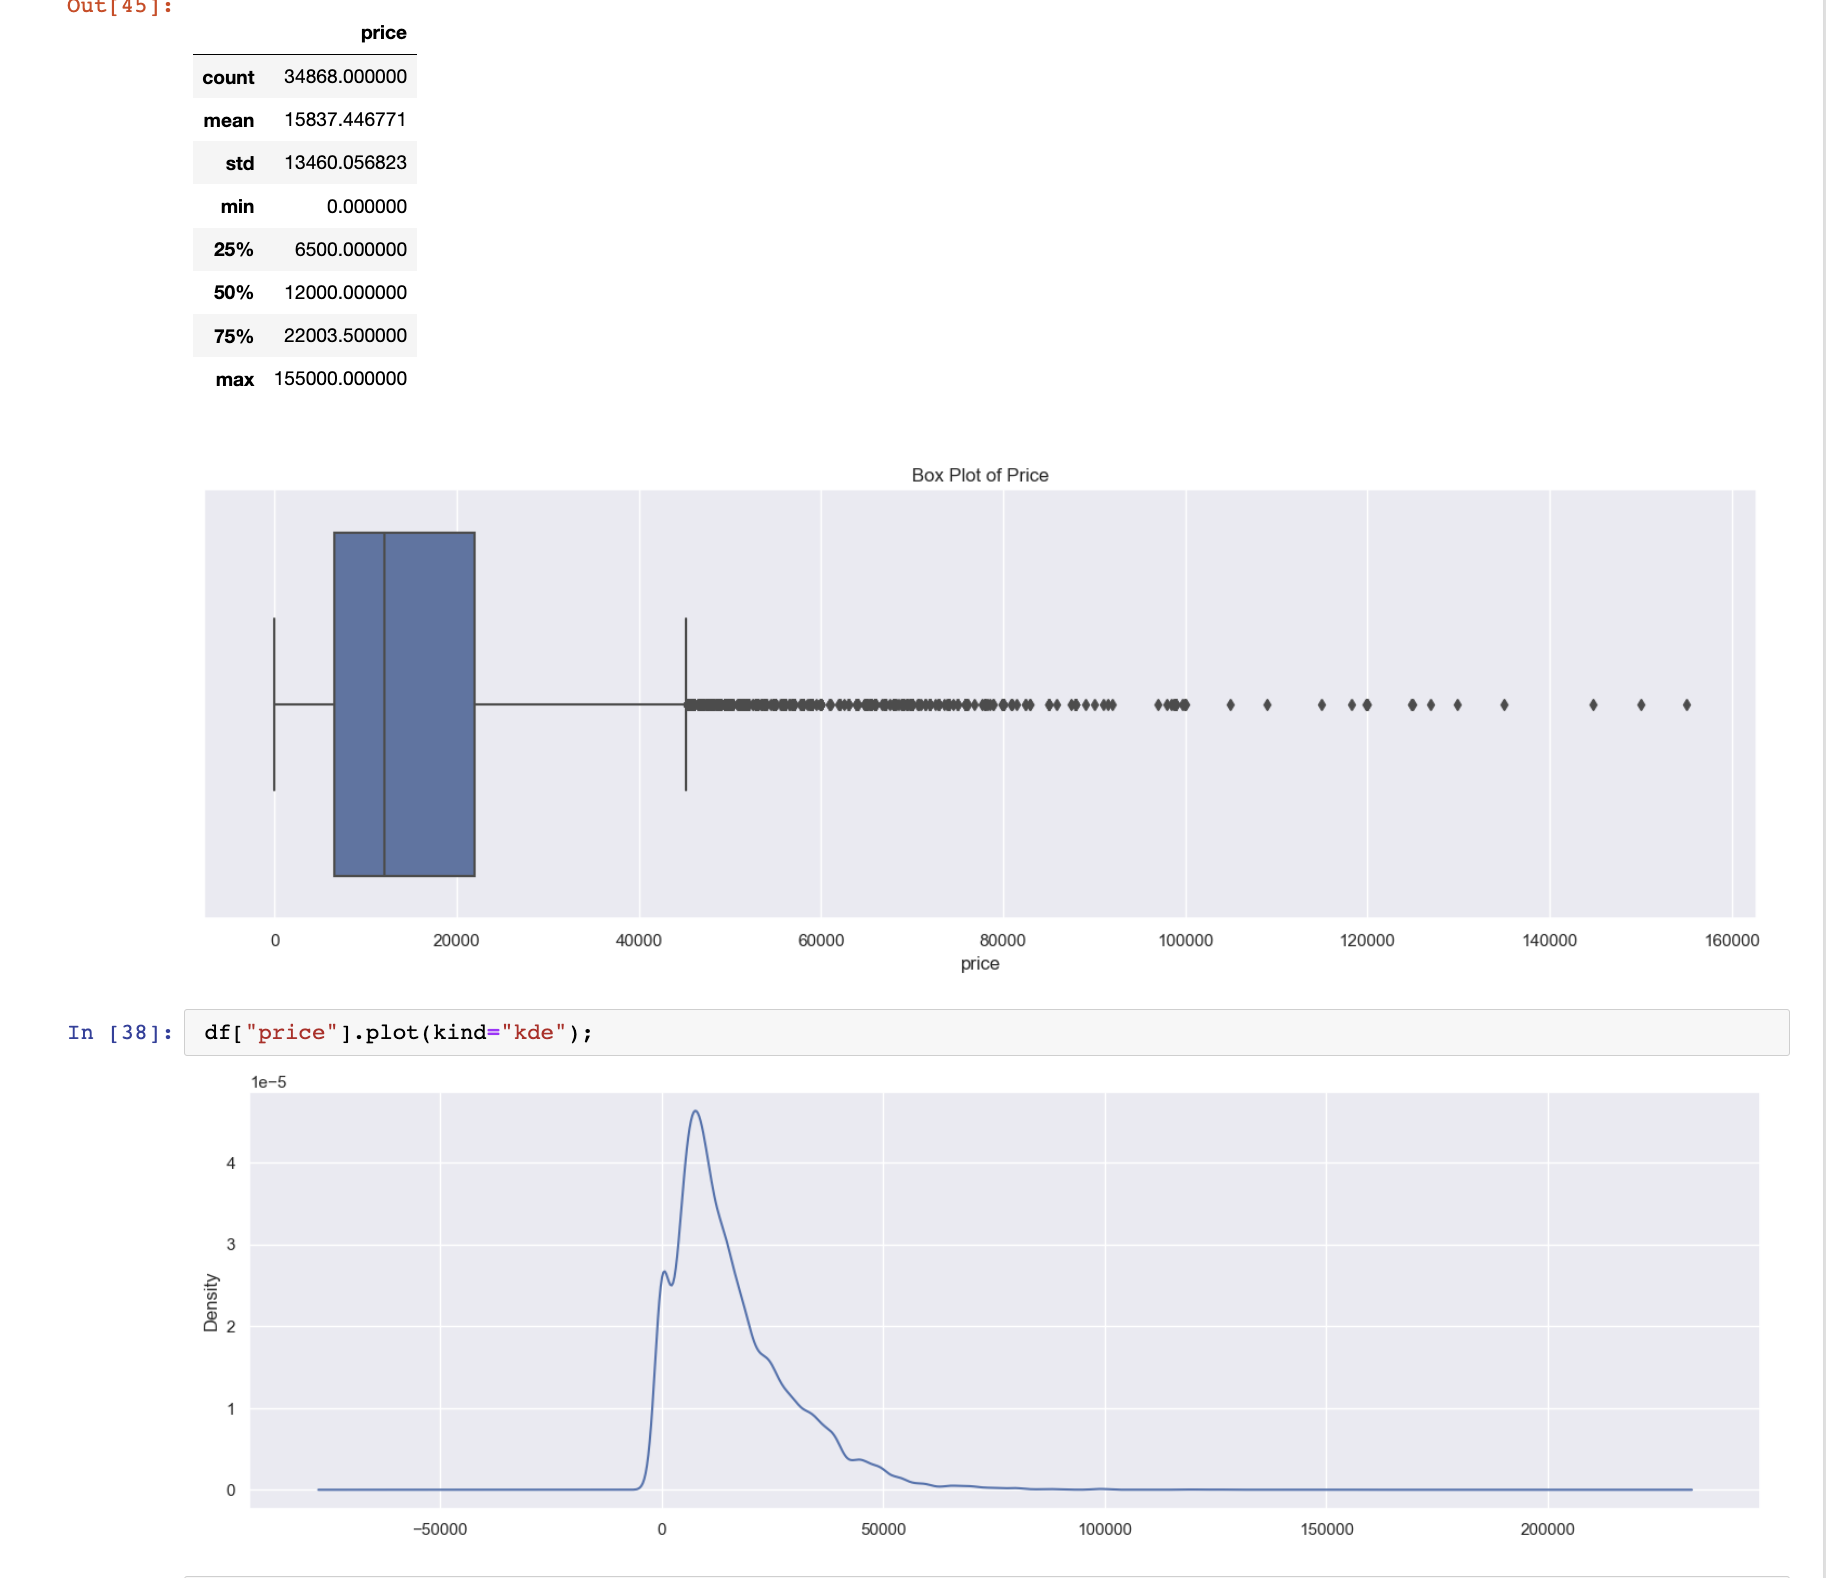 Out[45]:
price
count 34868.000000
mean 15837.446771
std 13460.056823
min 0.000000
25% 6500.000000
50% 12000.000000
75% 22003.500000
max 155000.000000
Box Plot of Price
0 20000 40000 60000 80000 100000 120000 140000 160000
price
In [38]: df["price"].plot(kind="kde");
1e−5
4
3
2
1
0
Density
−50000 0 50000 100000 150000 200000